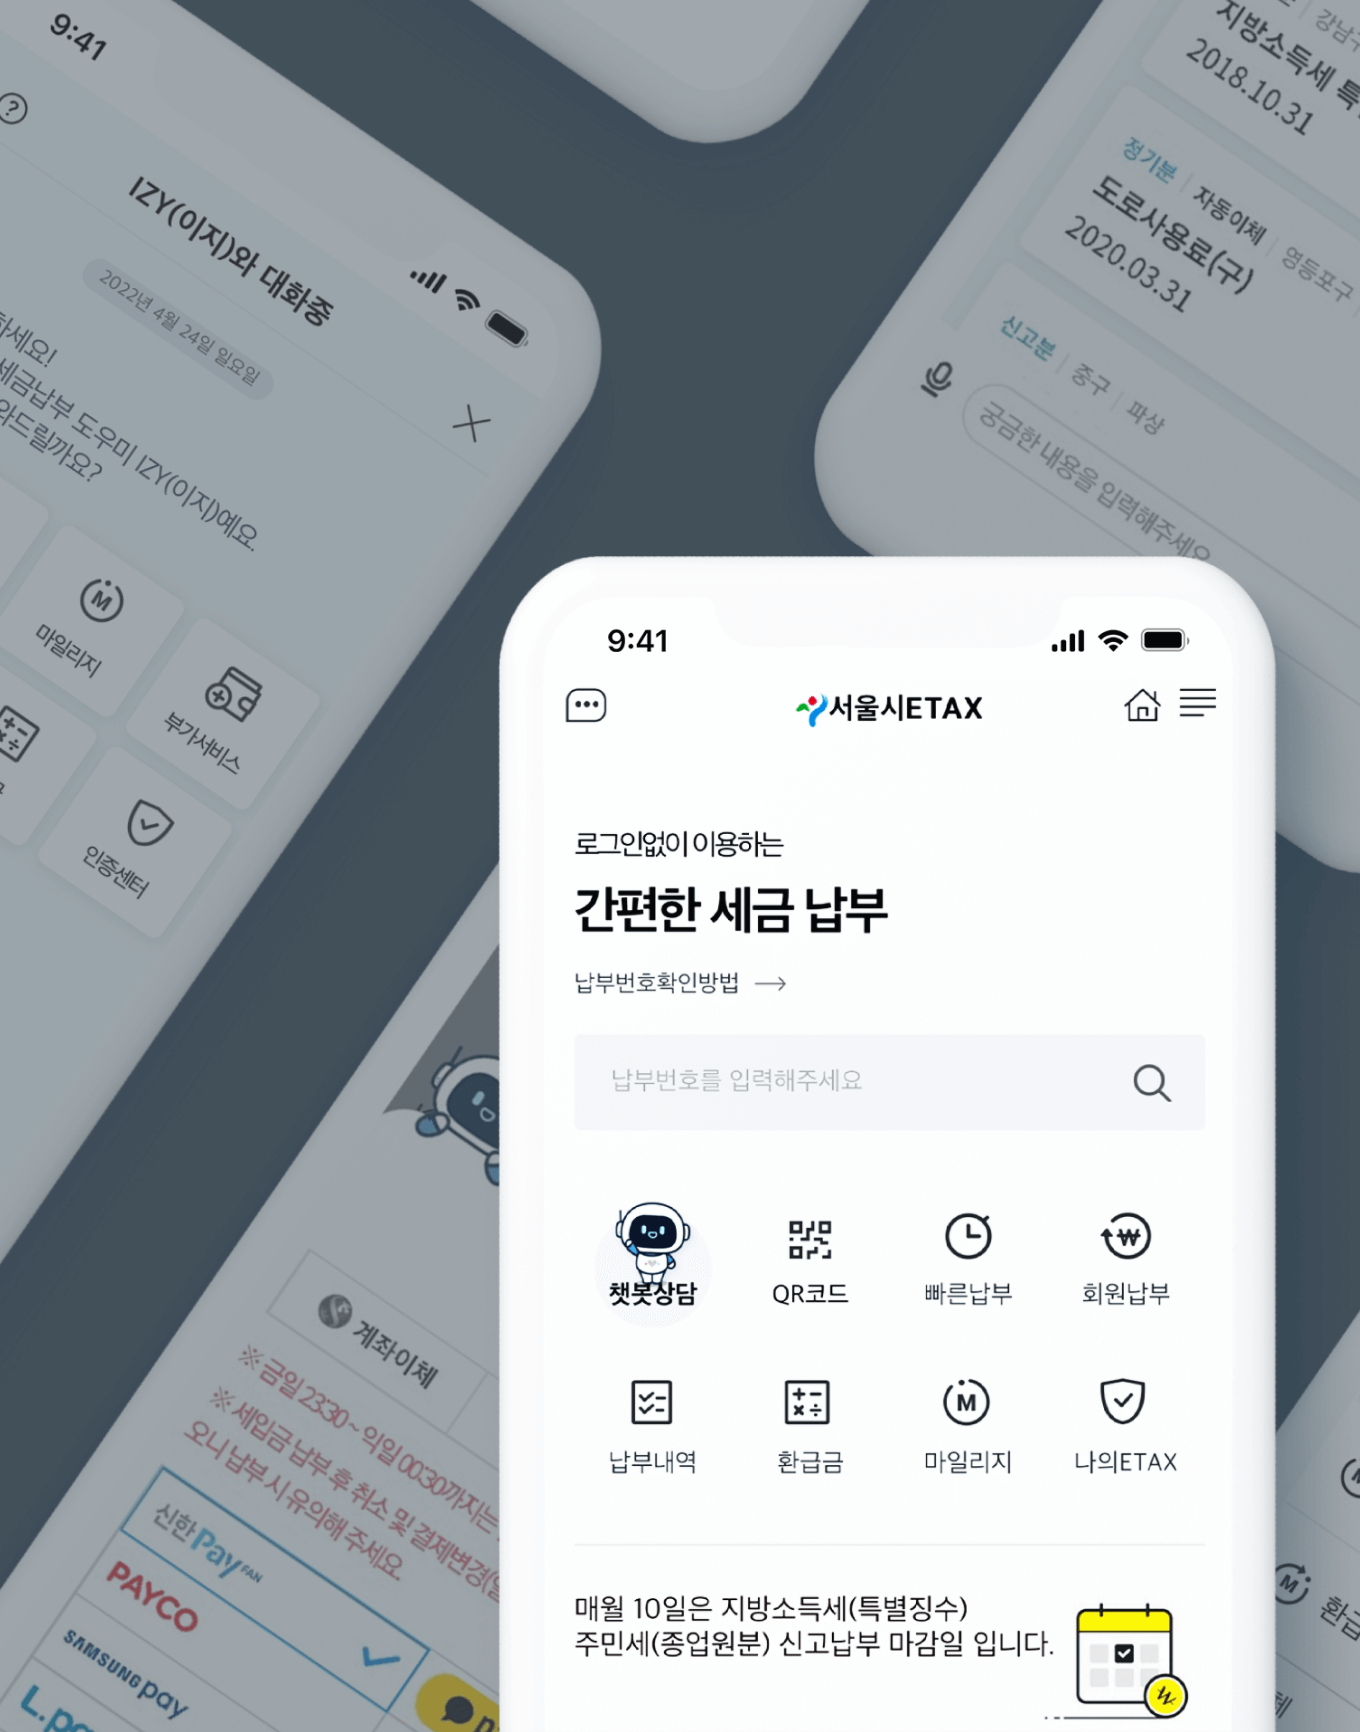 9:41
?
IZY(이지)와 대화중
2022년 4월 24일 일요일
하세요!
세금납부 도우미 IZY(이지)예요.
와드릴까요?
M
마일리지
부가서비스
인증센터
강남구
지방소득세 특
2018.10.31
정기분 | 자동이체 | 영등포구
도로사용료(구)
2020.03.31
신고분 | 중구 | 파상
궁금한 내용을 입력해주세요
계좌이체
※ 금일 23:30 ~ 익일 00:30까지는
※ 세입금 납부 후 취소 및 결제변경(일
오니 납부 시 유의해 주세요.
신한Pay FAN
PAYCO
SAMSUNG pay
L.pa
9:41
서울시ETAX
로그인없이 이용하는
간편한 세금 납부
납부번호확인방법 →
납부번호를 입력해주세요
챗봇상담
QR코드
빠른납부
₩
회원납부
납부내역
환급금
M
마일리지
나의ETAX
매월 10일은 지방소득세(특별징수)
주민세(종업원분) 신고납부 마감일 입니다.
₩
M
환급
체